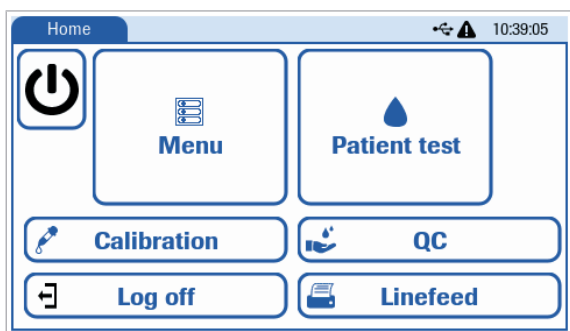 Home 10:39:05
Menu Patient test
Calibration QC
Log off Linefeed